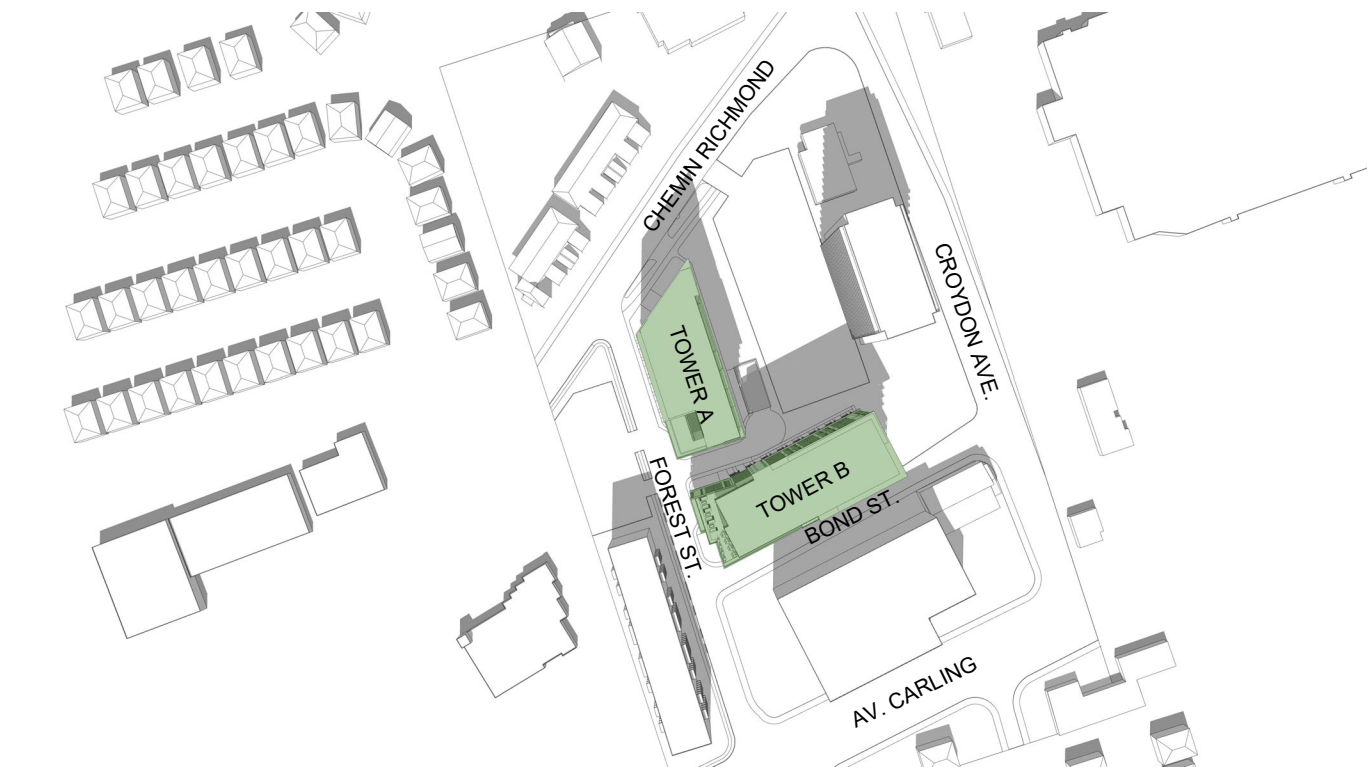 CHEMIN RICHMOND
CROYDON AVE.
TOWER A
FOREST ST.
TOWER B
BOND ST.
AV. CARLING